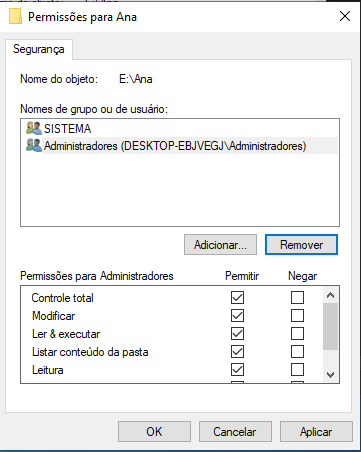 Permissões para Ana
Segurança
Nome do objeto: E:\Ana
Nomes de grupo ou de usuário:
SISTEMA
Administradores (DESKTOP-EBJVEGJ\Administradores)
Adicionar... Remover
Permissões para Administradores Permitir Negar
Controle total
Modificar
Ler & executar
Listar conteúdo da pasta
Leitura
OK Cancelar Aplicar